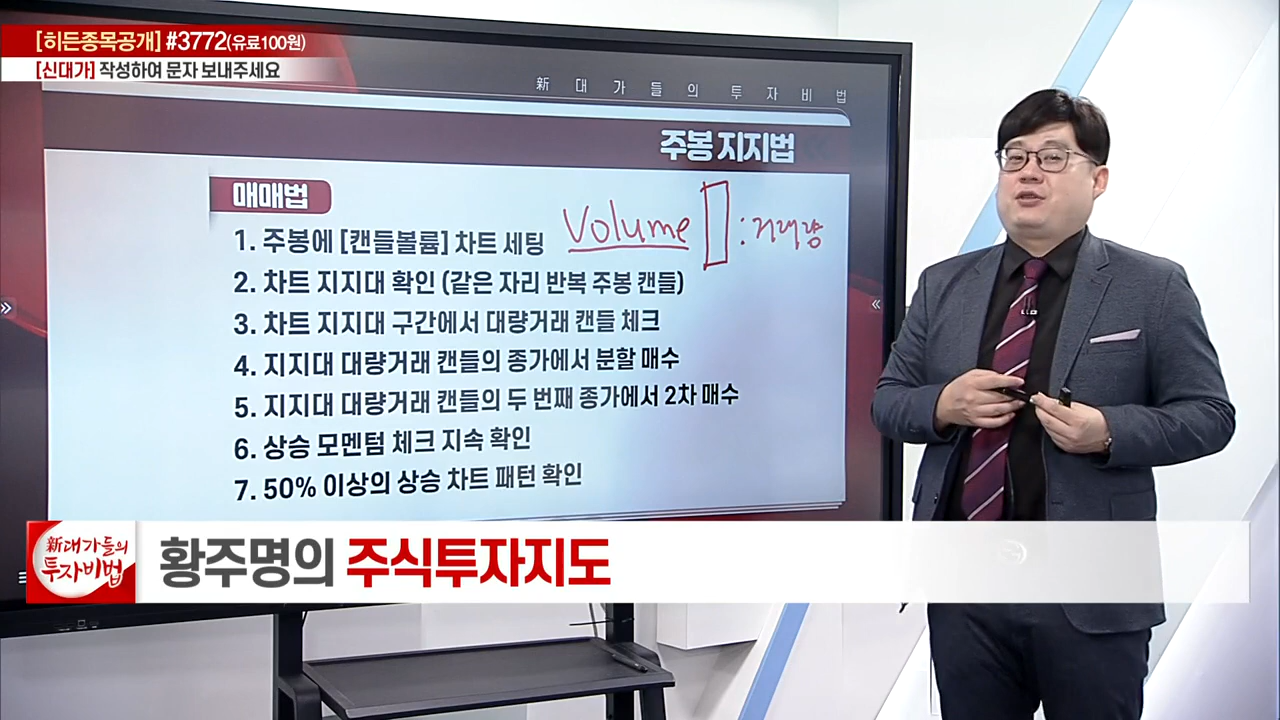 [히든종목공개] #3772(유료100원)
[신대가] 작성하여 문자 보내주세요
新 대 가 들 의 투 자 비 법
주봉 지지법
매매법
1. 주봉에 [캔들볼륨] 차트 세팅
Volume : 거래량
2. 차트 지지대 확인 (같은 자리 반복 주봉 캔들)
3. 차트 지지대 구간에서 대량거래 캔들 체크
4. 지지대 대량거래 캔들의 종가에서 분할 매수
5. 지지대 대량거래 캔들의 두 번째 종가에서 2차 매수
6. 상승 모멘텀 체크 지속 확인
7. 50% 이상의 상승 차트 패턴 확인
新대가들의
투자비법
황주명의 주식투자지도